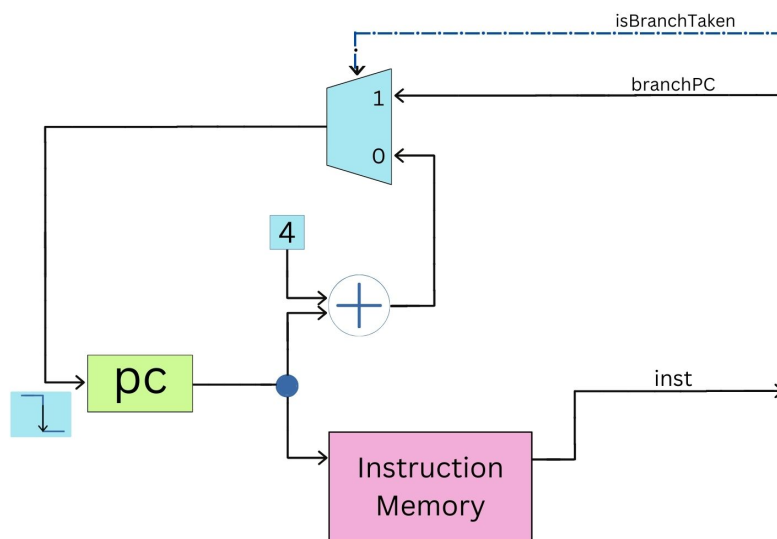 isBranchTaken
branchPC
1
0
4
pc
inst
Instruction
Memory